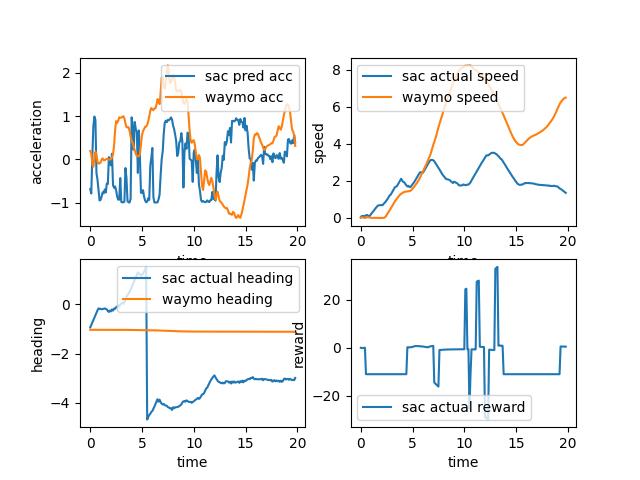 acceleration
2
1
0
−1
sac pred acc
waymo acc
0
5
10
15
20
time
speed
8
6
4
2
0
sac actual speed
waymo speed
0
5
10
15
20
time
heading
0
−2
−4
sac actual heading
waymo heading
0
5
10
15
20
time
reward
20
0
−20
sac actual reward
0
5
10
15
20
time